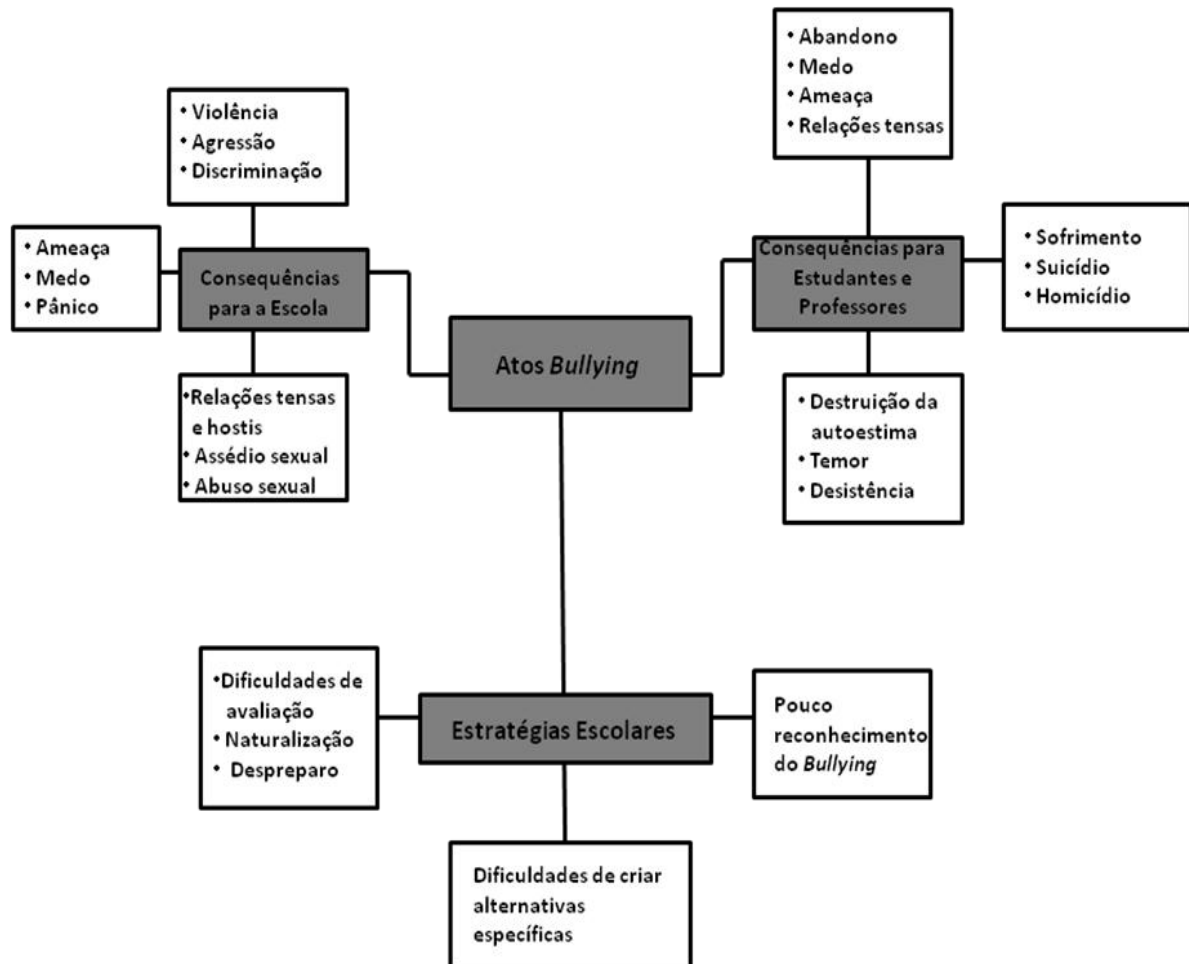 • Abandono
• Medo
• Ameaça
• Relações tensas
• Violência
• Agressão
• Discriminação
• Ameaça
• Medo
• Pânico
Consequências
para a Escola
Consequências para
Estudantes e
Professores
• Sofrimento
• Suicídio
• Homicídio
Atos Bullying
•Relações tensas
e hostis
• Assédio sexual
• Abuso sexual
• Destruição da
autoestima
• Temor
• Desistência
•Dificuldades de
avaliação
• Naturalização
• Despreparo
Estratégias Escolares
Pouco
reconhecimento
do Bullying
Dificuldades de criar
alternativas
específicas